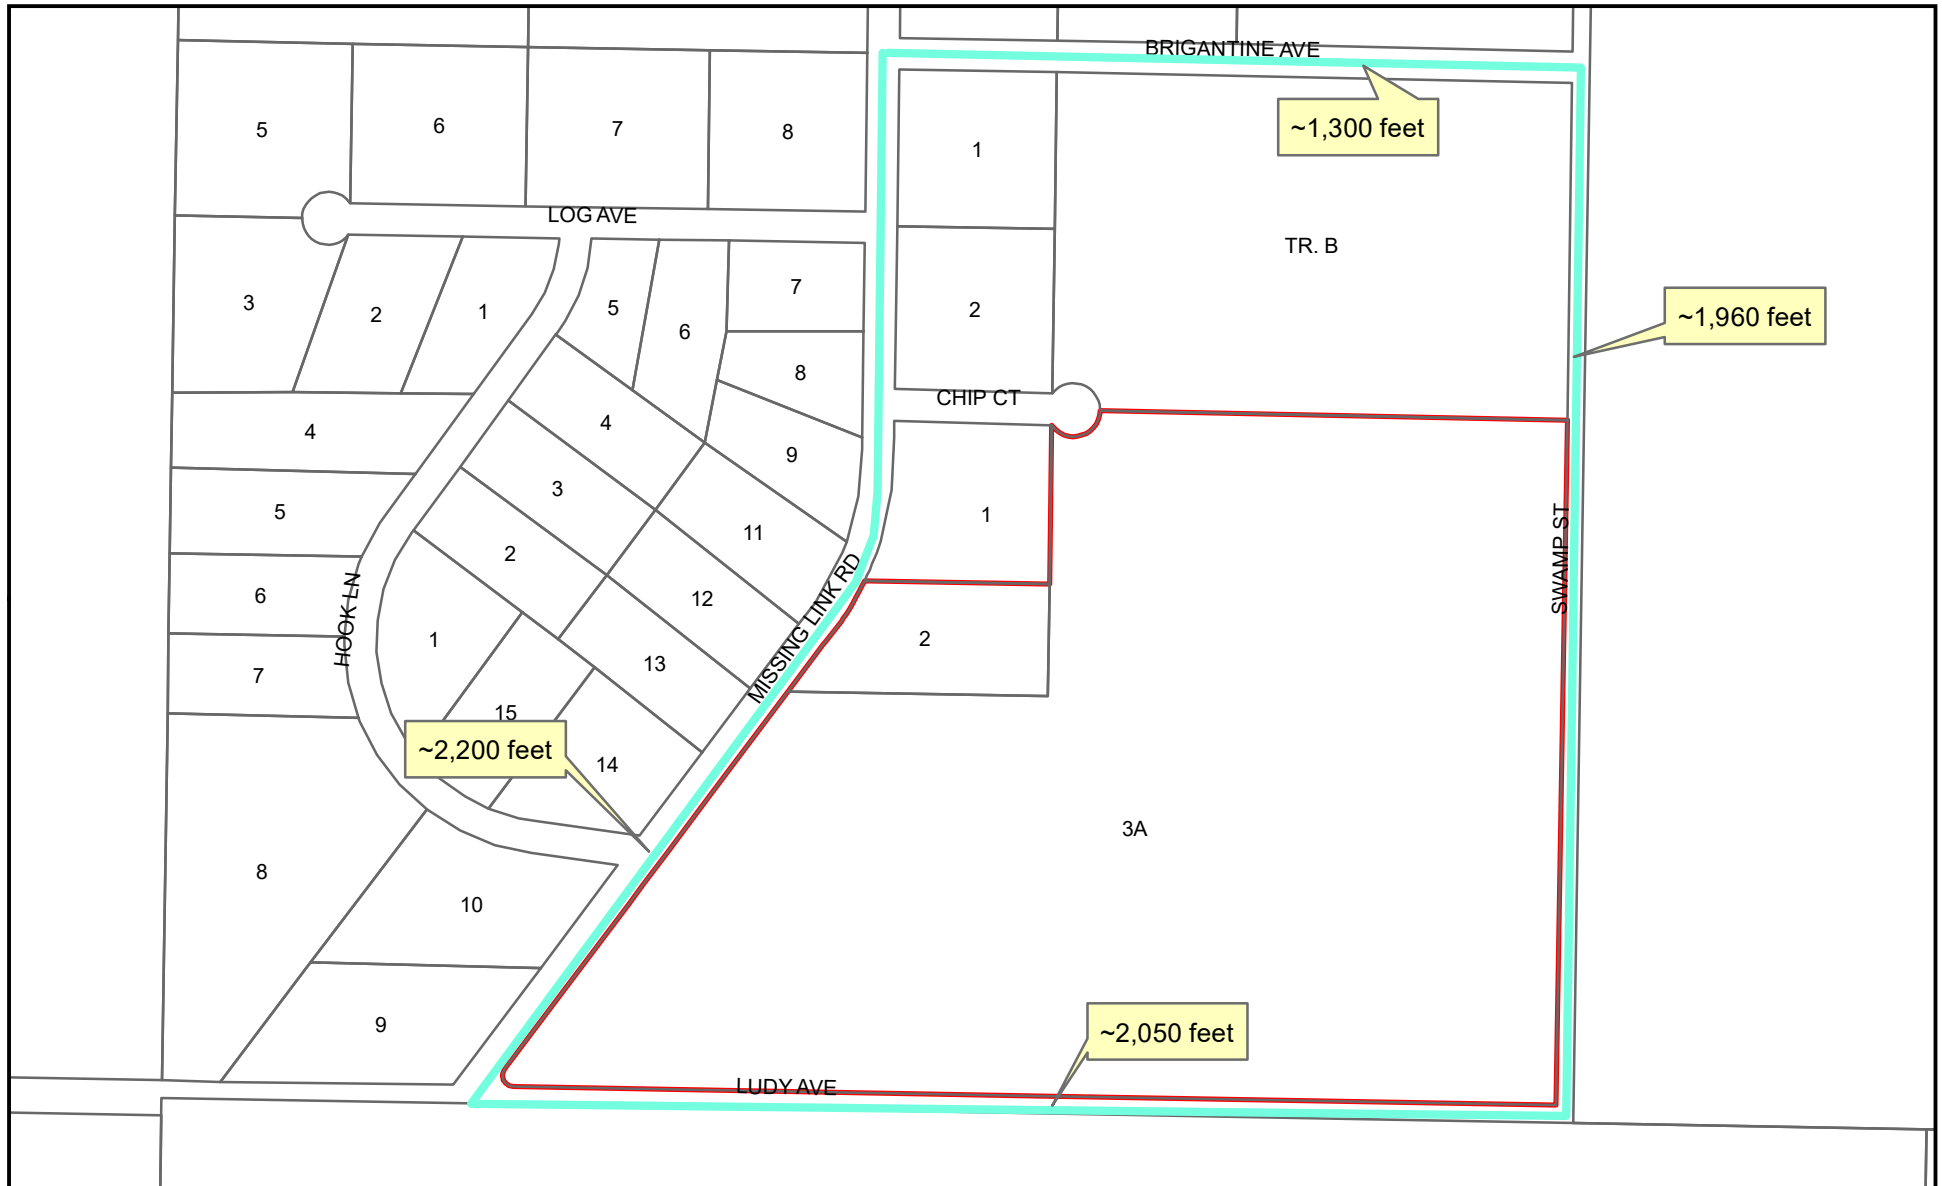 BRIGANTINE AVE
5
6
7
8
~1,300 feet
1
LOG AVE
TR. B
3
2
1
5
6
7
2
~1,960 feet
8
CHIP CT
4
4
9
5
3
11
1
SWAMP ST
6
HOOK LN
2
12
MISSING LINK RD
1
13
2
7
15
~2,200 feet
14
3A
8
10
9
~2,050 feet
LUDY AVE